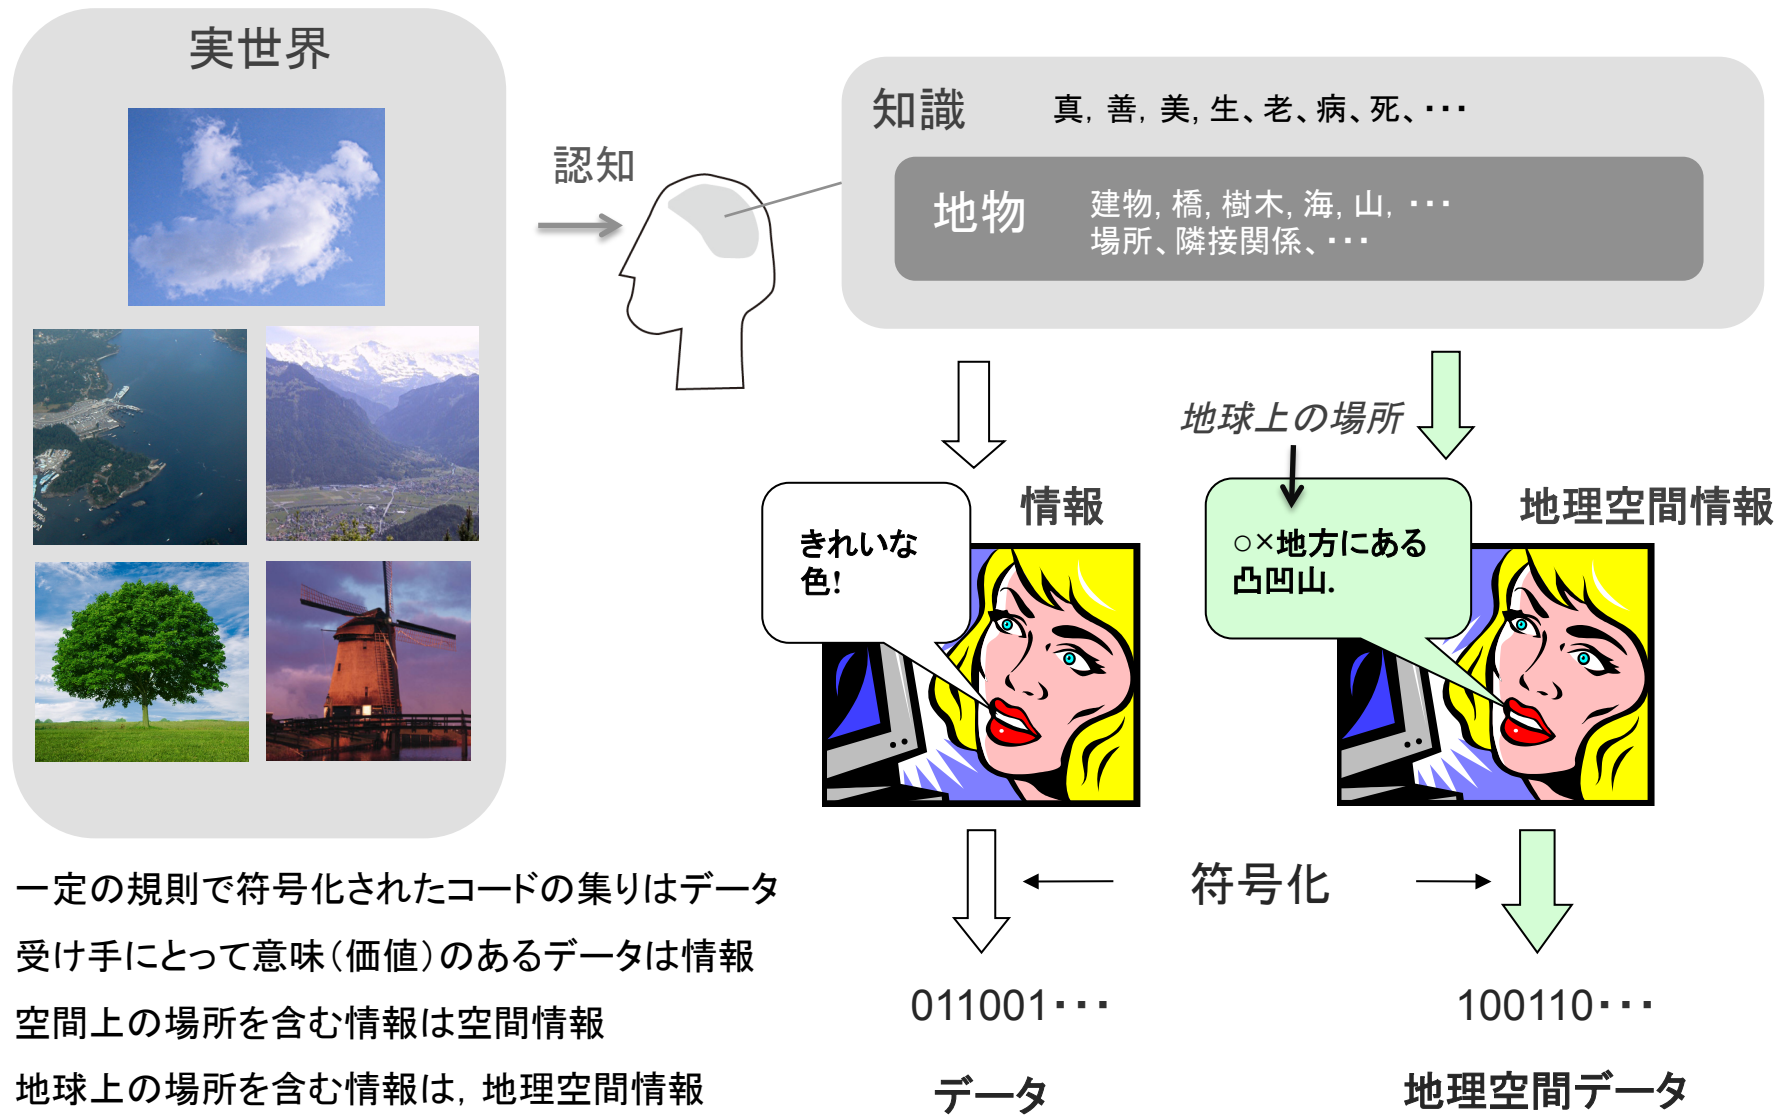 実世界
認知
知識
真, 善, 美, 生、老、病、死、・・・
地物
建物, 橋, 樹木, 海, 山, ・・・
場所、隣接関係、・・・
地球上の場所
情報
きれいな
色!
地理空間情報
○×地方にある
凸凹山.
符号化
011001・・・
100110・・・
データ
地理空間データ
一定の規則で符号化されたコードの集りはデータ
受け手にとって意味（価値）のあるデータは情報
空間上の場所を含む情報は空間情報
地球上の場所を含む情報は, 地理空間情報